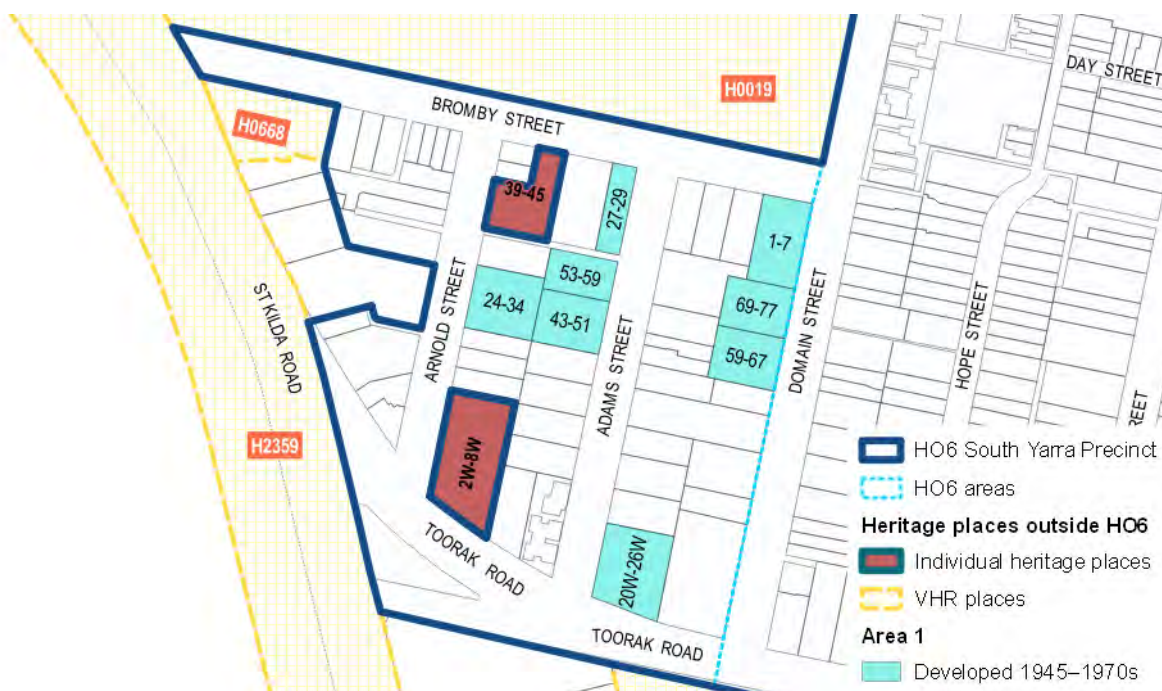 DAY STREET
H0019
BROMBY STREET
H0668
39-45
27-29
1-7
53-59
24-34
43-51
69-77
59-67
ST KILDA ROAD
ARNOLD STREET
ADAMS STREET
DOMAIN STREET
HOPE STREET
REET
H2359
2W-8W
20W-26W
TOORAK ROAD
TOORAK ROAD
HO6 South Yarra Precinct
HO6 areas
Heritage places outside HO6
Individual heritage places
VHR places
Area 1
Developed 1945–1970s